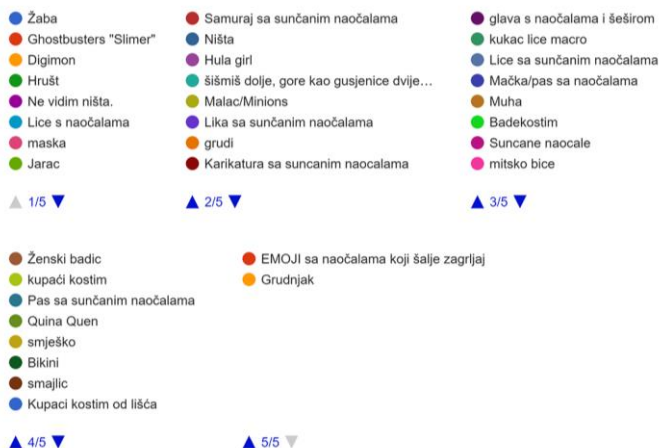 Žaba
Ghostbusters "Slimer"
Digimon
Hrušt
Ne vidim ništa.
Lice s naočalama
maska
Jarac
1/5
Samuraj sa sunčanim naočalama
Ništa
Hula girl
šišmiš dolje, gore kao gusjenice dvije…
Malac/Minions
Lika sa sunčanim naočalama
grudi
Karikatura sa suncanim naocalama
2/5
glava s naočalama i šeširom
kukac lice macro
Lice sa sunčanim naočalama
Mačka/pas sa naočalama
Muha
Badekostim
Suncane naocale
mitsko bice
3/5
Ženski badic
kupaći kostim
Pas sa sunčanim naočalama
Quina Quen
smješko
Bikini
smajlic
Kupaci kostim od lišća
4/5
EMOJI sa naočalama koji šalje zagrljaj
Grudnjak
5/5